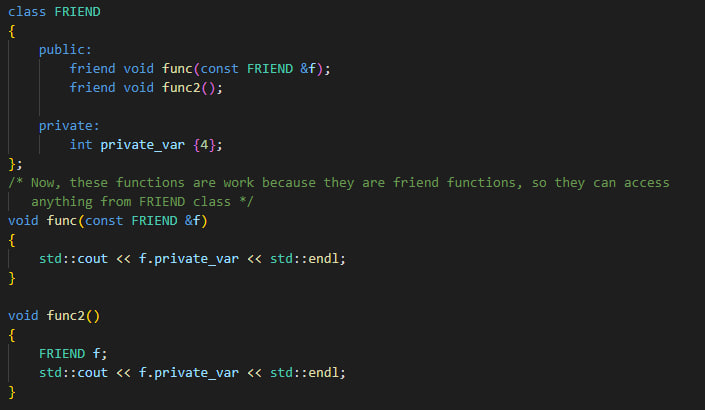 class FRIEND
{
    public:
        friend void func(const FRIEND &f);
        friend void func2();

    private:
        int private_var {4};
};
/* Now, these functions are work because they are friend functions, so they can access
   anything from FRIEND class */
void func(const FRIEND &f)
{
    std::cout << f.private_var << std::endl;
}

void func2()
{
    FRIEND f;
    std::cout << f.private_var << std::endl;
}